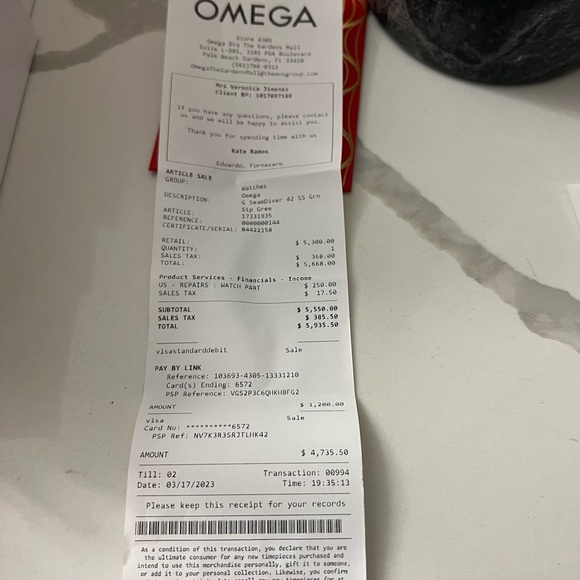 OMEGA
Store 4305
Omega Btq The Gardens Mall
Suite 3101 PGA Boulevard
Palm Beach Gardens, FL 33410
(561)766-0313
OmegaTheGardensMall@thewosgroup.com
Mrs Veronica Jimenez
Client BP: 1017657180
If you have any questions, please contact
us and we will be happy to assist you.
Thank you for spending time with us
Kate Ramos
Eduardo. Fornazaro
ARTICLE SALE
GROUP: Watches
DESCRIPTION: Omega
G SeamDiver 42 SS Grn
Stp Gree
ARTICLE: 17331935
REFERENCE: 0000000144
CERTIFICATE/SERIAL: 84422158
RETAIL: $ 5,300.00
QUANTITY: 1
SALES TAX: $ 368.00
TOTAL: $ 5,668.00
Product Services - Financials - Income
US - REPAIRS : WATCH PART $ 250.00
SALES TAX $ 17.50
SUBTOTAL $ 5,550.00
SALES TAX $ 385.50
TOTAL $ 5,935.50
visastandarddebit Sale
PAY BY LINK
Reference: 103693-4305-13331210
Card(s) Ending: 6572
PSP Reference: VGS2P3C6QHKHBFG2
AMOUNT $ 1,200.00
visa Sale
Card No: **********6572
PSP Ref: NV7K3R3SRJTLHK42
AMOUNT $ 4,735.50
Till: 02 Transaction: 00994
Date: 03/17/2023 Time: 19:35:13
Please keep this receipt for your records
As a condition of this transaction, you declare that you are
the ultimate consumer for any new timepieces purchased and
intend to use this merchandise personally, gift it to someone,
or add it to your personal collection. Likewise, you confirm